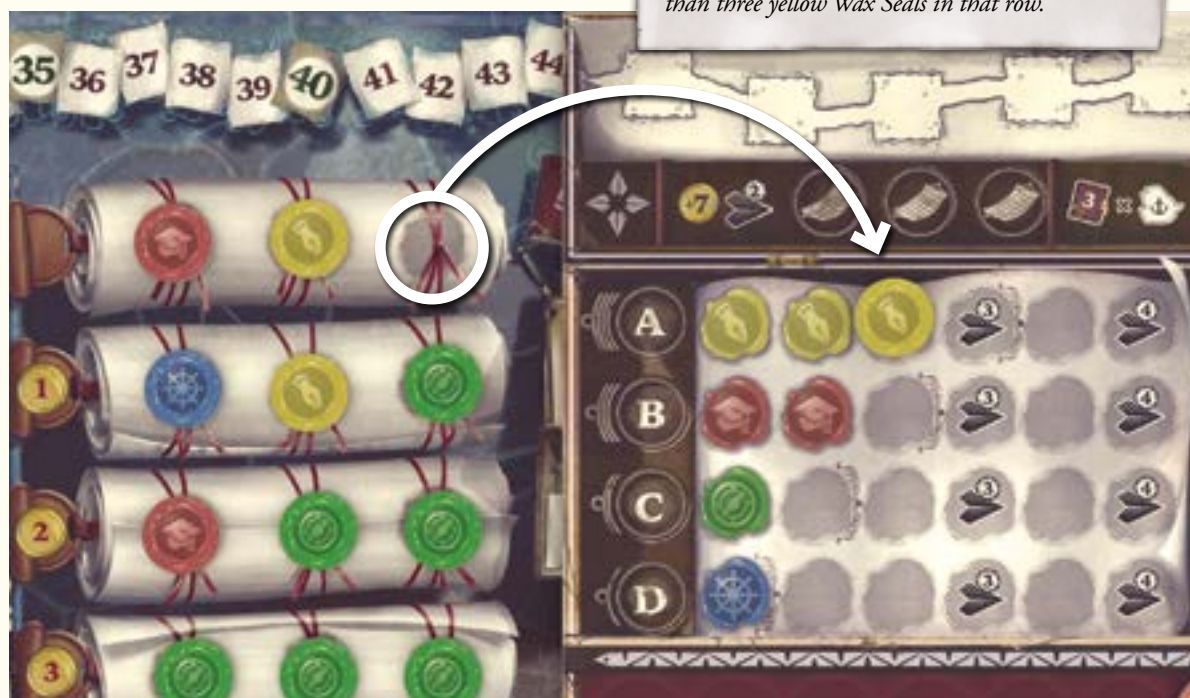 than three yellow Wax Seals in that row.
35 36 37 38 39 40 41 42 43 44
+7 2 3
A 3 4
1
B 3 4
2
C 3 4
D 3 4
3